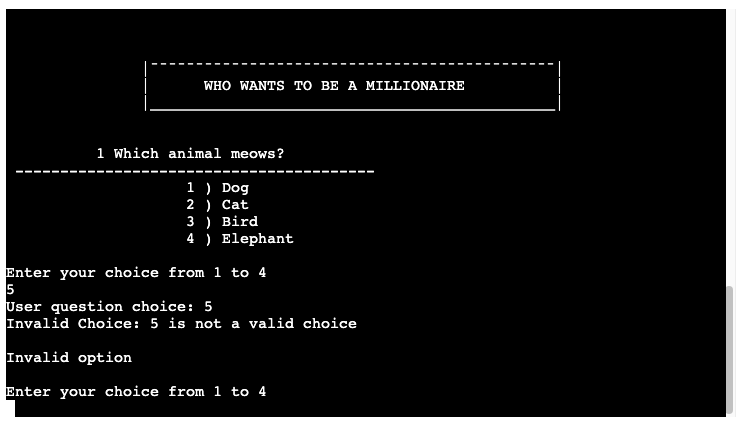 WHO WANTS TO BE A MILLIONAIRE
1 Which animal meows?
----------------------------------------
1 ) Dog
2 ) Cat
3 ) Bird
4 ) Elephant
Enter your choice from 1 to 4
5
User question choice: 5
Invalid Choice: 5 is not a valid choice
Invalid option
Enter your choice from 1 to 4